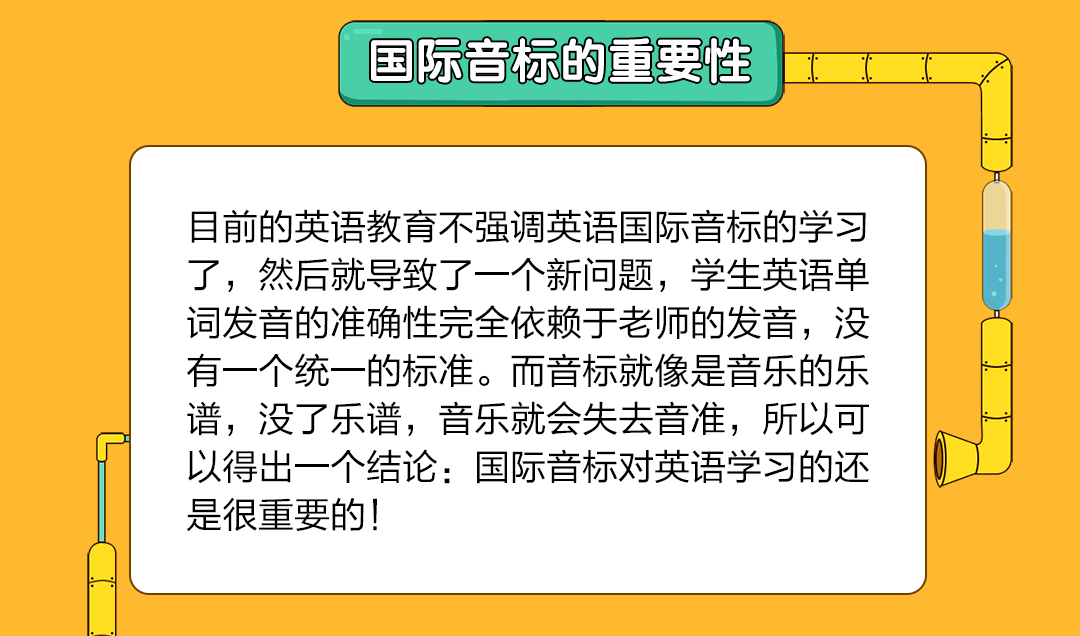 国际音标的重要性
目前的英语教育不强调英语国际音标的学习
了，然后就导致了一个新问题，学生英语单
词发音的准确性完全依赖于老师的发音，没
有一个统一的标准。而音标就像是音乐的乐
谱，没了乐谱，音乐就会失去音准，所以可
以得出一个结论：国际音标对英语学习的还
是很重要的！